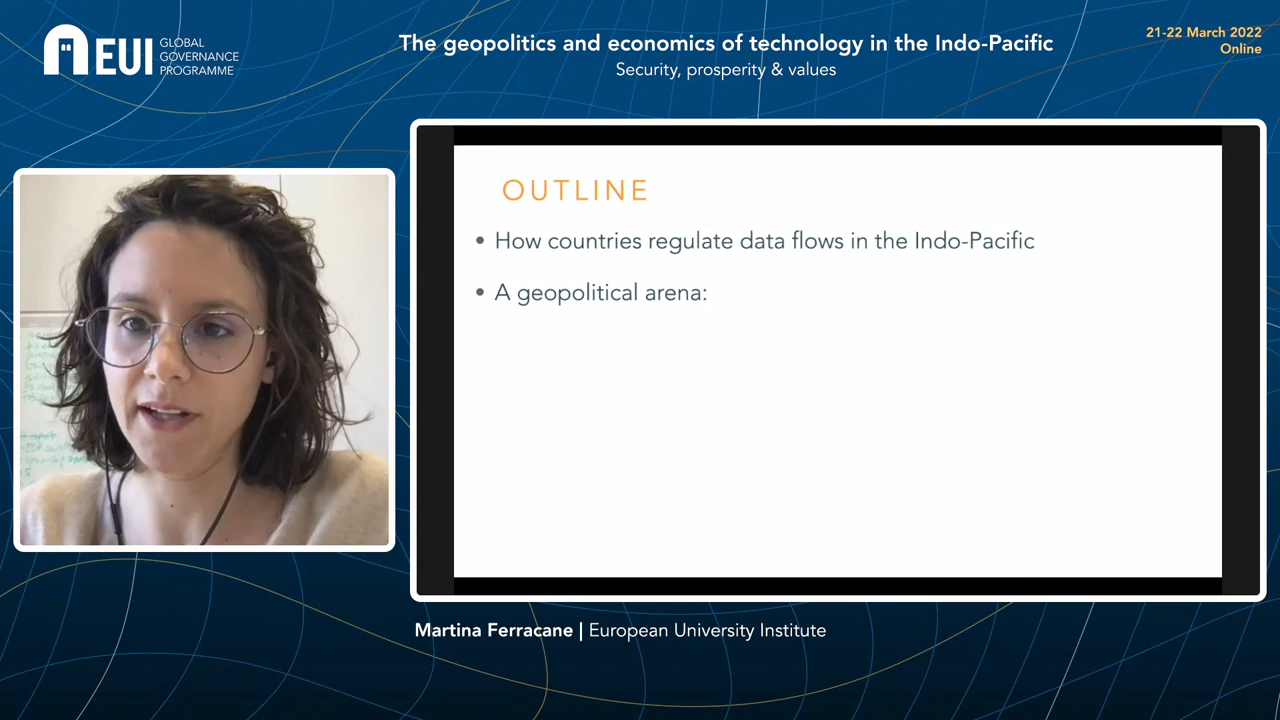 EUI
GLOBAL
GOVERNANCE
PROGRAMME
The geopolitics and economics of technology in the Indo-Pacific
Security, prosperity & values
21-22 March 2022
Online
OUTLINE
• How countries regulate data flows in the Indo-Pacific
• A geopolitical arena:
Martina Ferracane | European University Institute